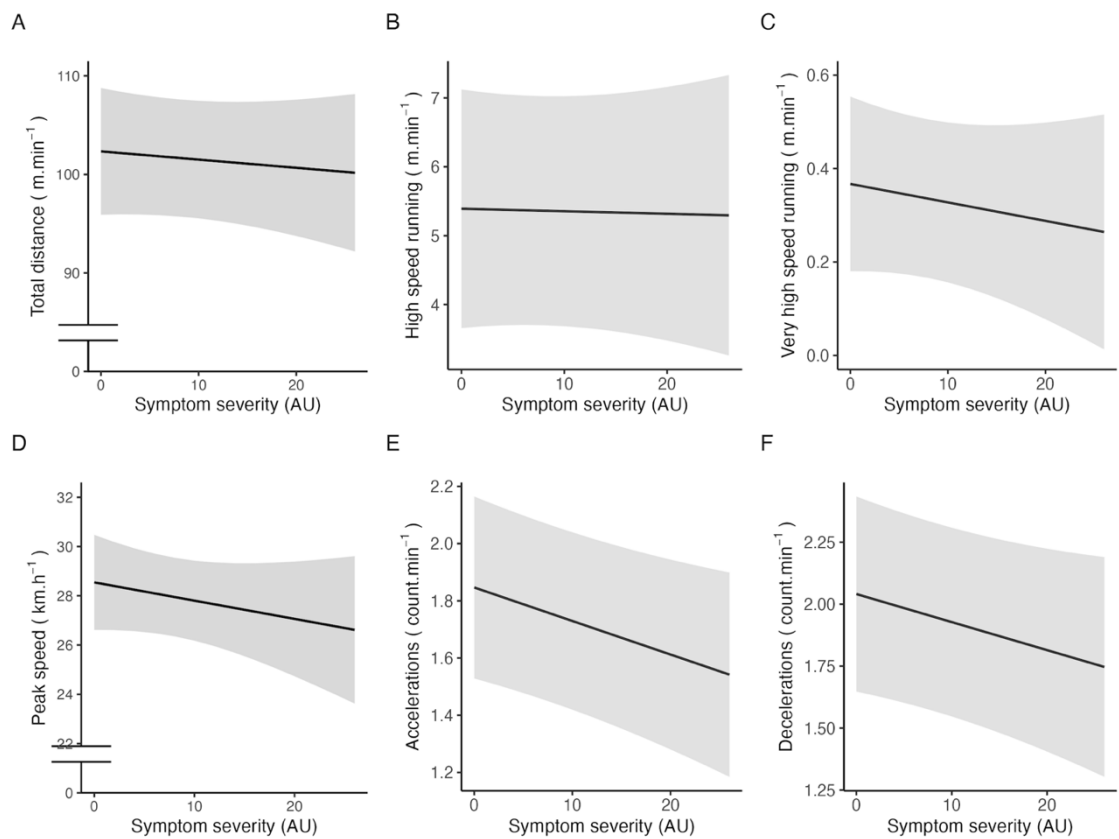 A
Total distance ( m.min⁻¹ )
110
100
90
0
0 10 20
Symptom severity (AU)
B
High speed running ( m.min⁻¹ )
7
6
5
4
0 10 20
Symptom severity (AU)
C
Very high speed running ( m.min⁻¹ )
0.6
0.4
0.2
0.0
0 10 20
Symptom severity (AU)
D
Peak speed ( km.h⁻¹ )
32
30
28
26
24
22
0
0 10 20
Symptom severity (AU)
E
Accelerations ( count.min⁻¹ )
2.2
2.0
1.8
1.6
1.4
1.2
0 10 20
Symptom severity (AU)
F
Decelerations ( count.min⁻¹ )
2.25
2.00
1.75
1.50
1.25
0 10 20
Symptom severity (AU)